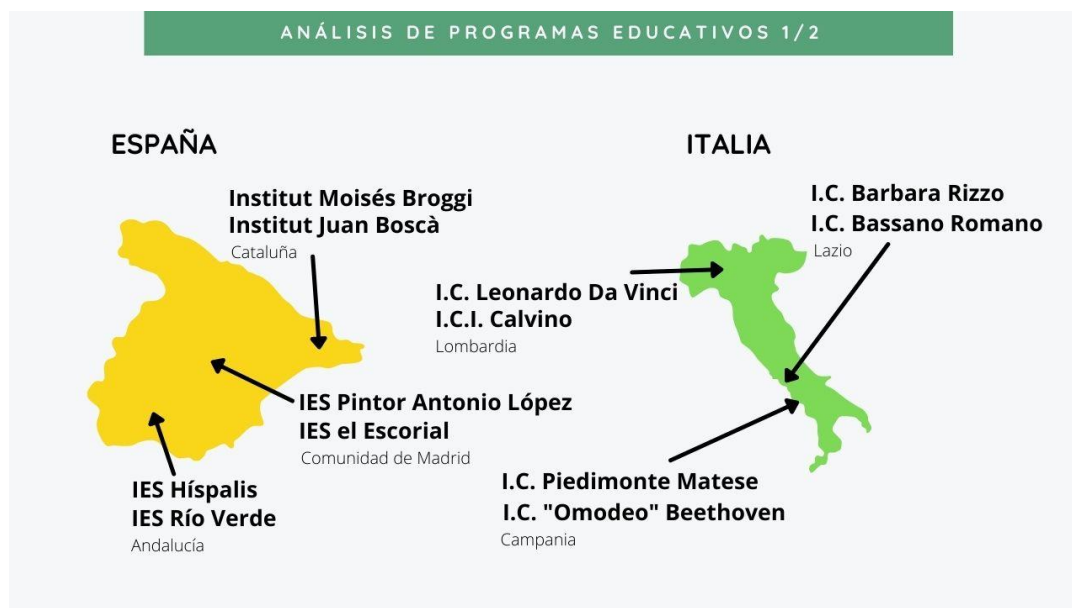 ANÁLISIS DE PROGRAMAS EDUCATIVOS 1/2
ESPAÑA
Institut Moisés Broggi
Institut Juan Boscà
Cataluña
IES Pintor Antonio López
IES el Escorial
Comunidad de Madrid
IES Híspalis
IES Río Verde
Andalucía
ITALIA
I.C. Barbara Rizzo
I.C. Bassano Romano
Lazio
I.C. Leonardo Da Vinci
I.C.I. Calvino
Lombardia
I.C. Piedimonte Matese
I.C. "Omodeo" Beethoven
Campania